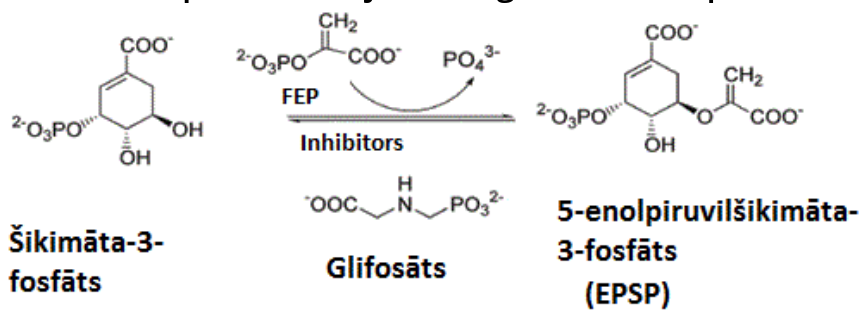 COO⁻
²⁻O₃PO
OH
OH
CH₂
²⁻O₃PO
COO⁻
PO₄³⁻
FEP
Inhibitors
H
⁻OOC
N
PO₃²⁻
Glifosāts
COO⁻
CH₂
²⁻O₃PO
O
COO⁻
OH
Šikimāta-3-
fosfāts
5-enolpiruvilšikimāta-
3-fosfāts
(EPSP)